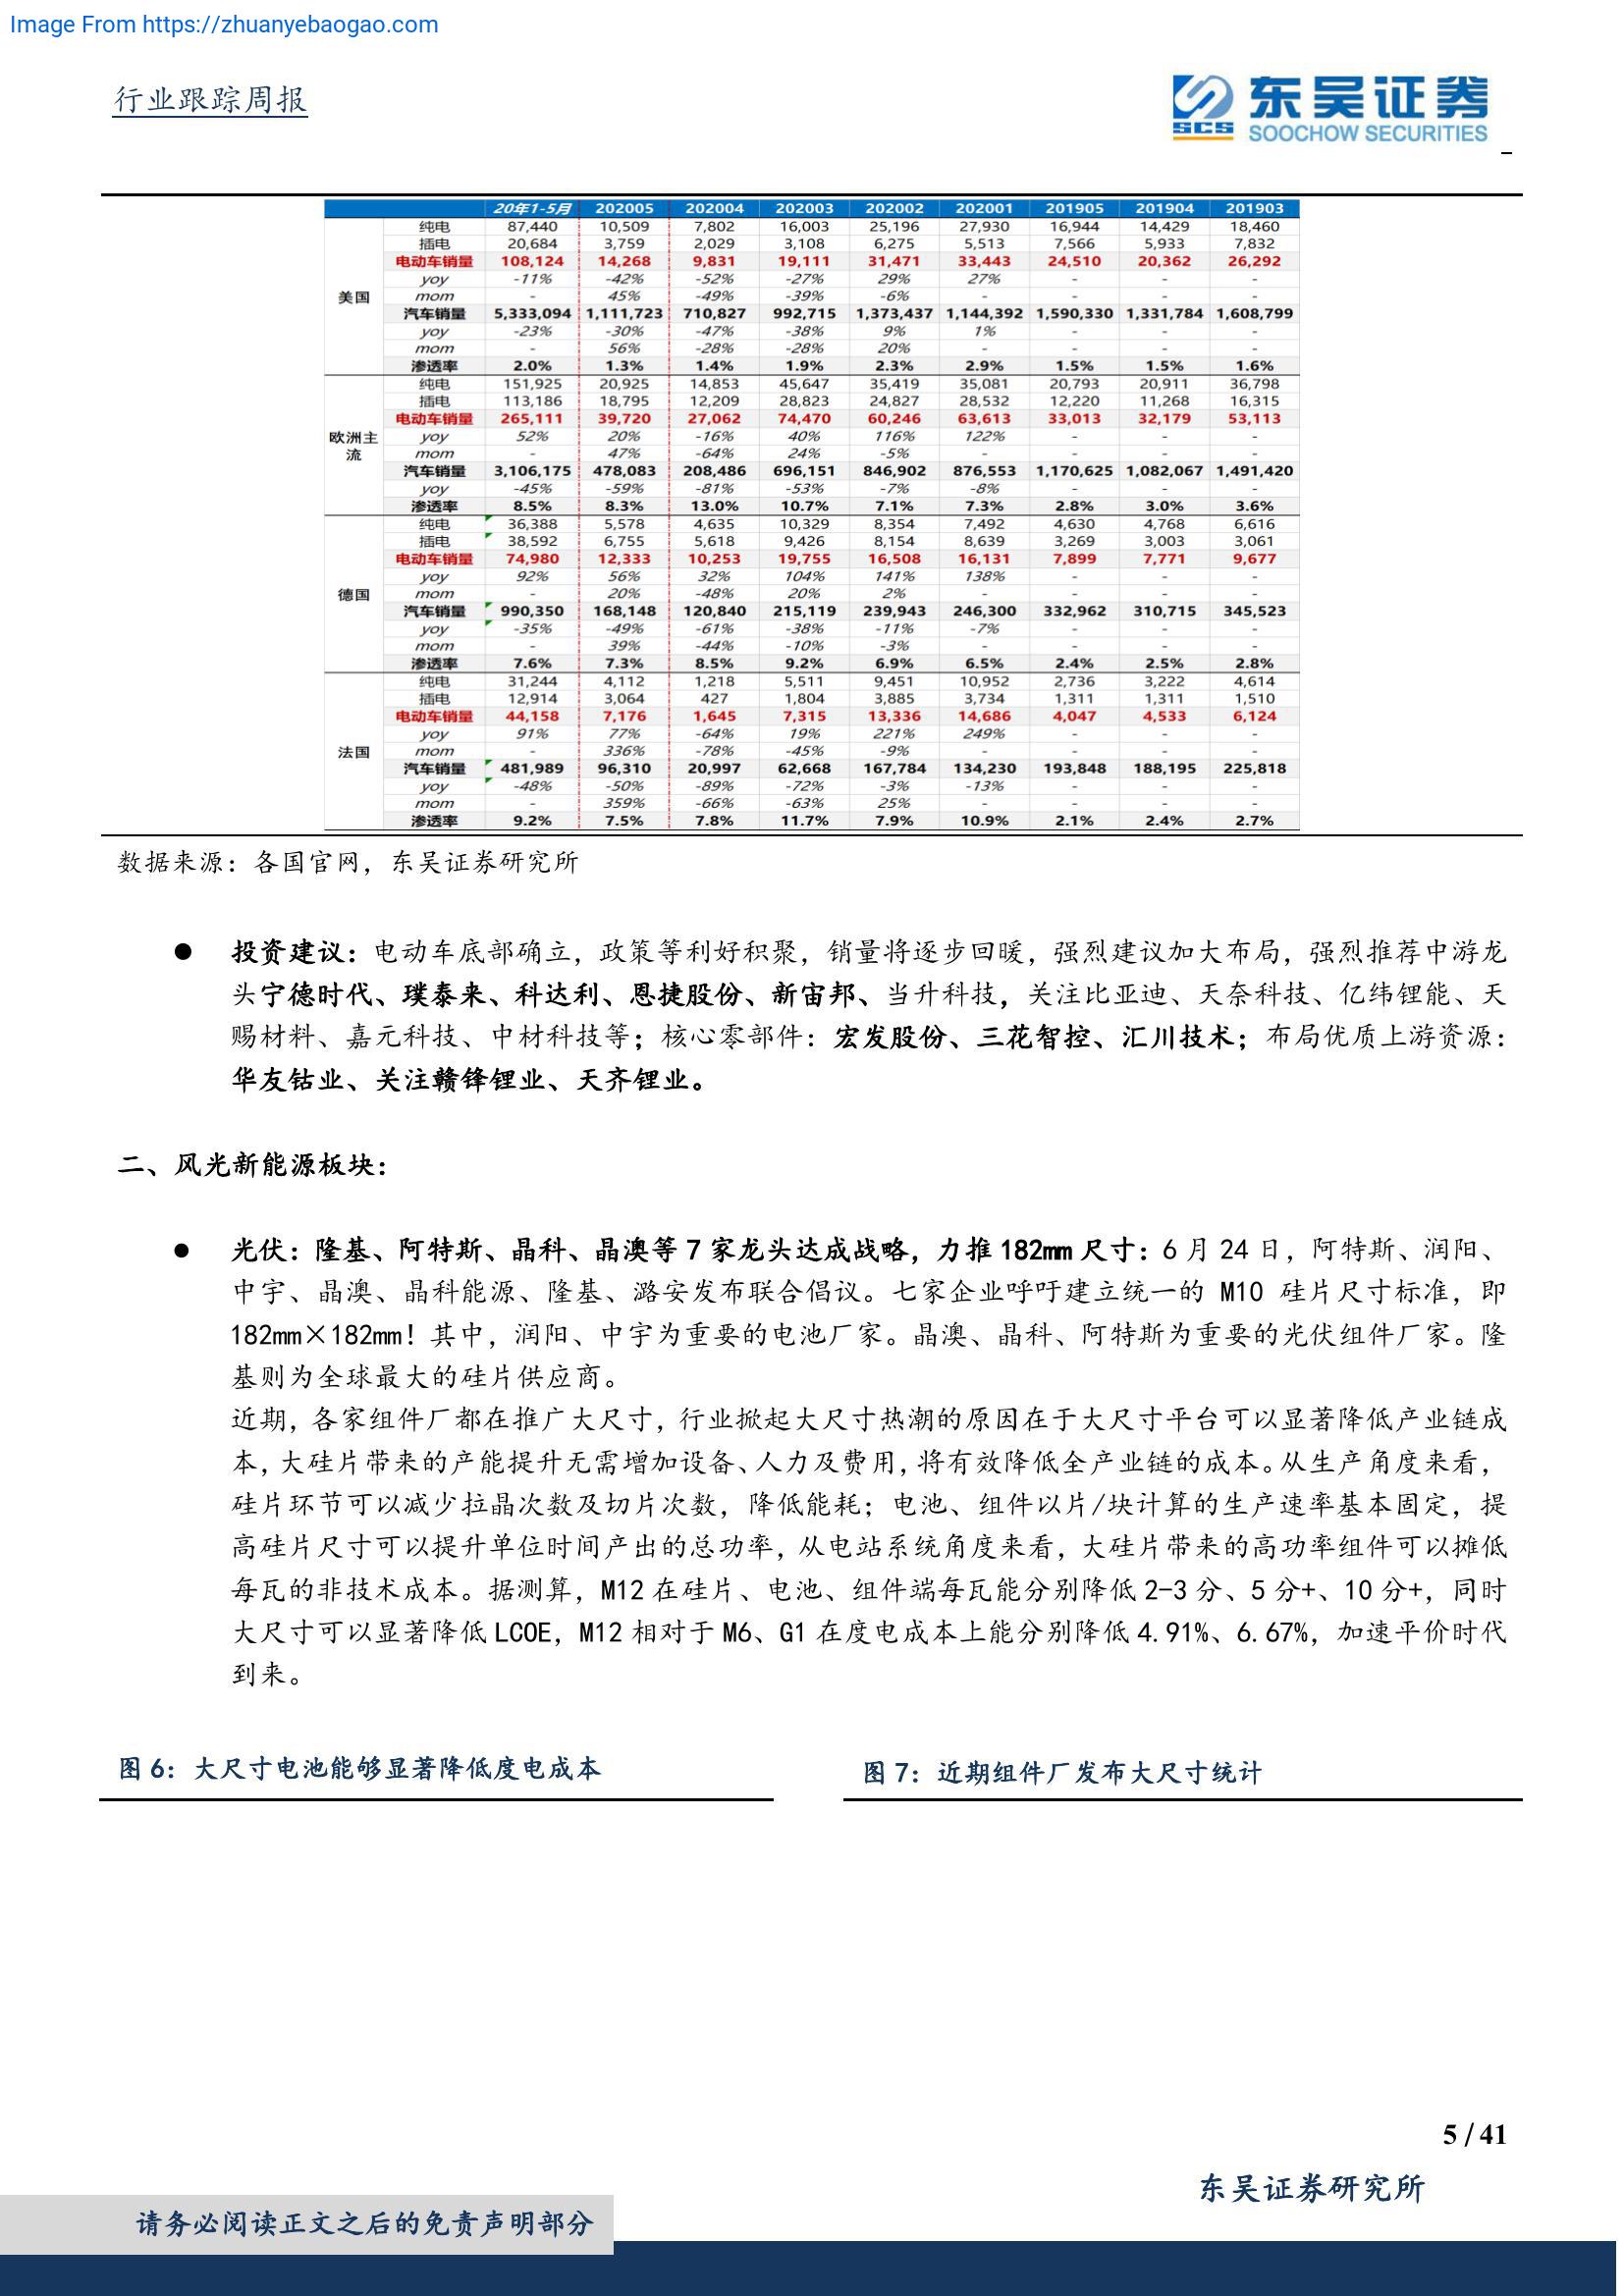 Image From https://zhuanyebaogao.com
行业跟踪周报
SCS 东吴证券
SOOCHOW SECURITIES
20年1-5月 202005 202004 202003 202002 202001 201905 201904 201903
美国
纯电 87,440 10,509 7,802 16,003 25,196 27,930 16,944 14,429 18,460
插电 20,684 3,759 2,029 3,108 6,275 5,513 7,566 5,933 7,832
电动车销量 108,124 14,268 9,831 19,111 31,471 33,443 24,510 20,362 26,292
yoy -11% -42% -52% -27% 29% 27% - - -
mom - 45% -49% -39% -6% - - - -
汽车销量 5,333,094 1,111,723 710,827 992,715 1,373,437 1,144,392 1,590,330 1,331,784 1,608,799
yoy -23% -30% -47% -38% 9% 1% - - -
mom - 56% -28% -28% 20% - - - -
渗透率 2.0% 1.3% 1.4% 1.9% 2.3% 2.9% 1.5% 1.5% 1.6%
欧洲主流
纯电 151,925 20,925 14,853 45,647 35,419 35,081 20,793 20,911 36,798
插电 113,186 18,795 12,209 28,823 24,827 28,532 12,220 11,268 16,315
电动车销量 265,111 39,720 27,062 74,470 60,246 63,613 33,013 32,179 53,113
yoy 52% 20% -16% 40% 116% 122% - - -
mom - 47% -64% 24% -5% - - - -
汽车销量 3,106,175 478,083 208,486 696,151 846,902 876,553 1,170,625 1,082,067 1,491,420
yoy -45% -59% -81% -53% -7% -8% - - -
渗透率 8.5% 8.3% 13.0% 10.7% 7.1% 7.3% 2.8% 3.0% 3.6%
德国
纯电 36,388 5,578 4,635 10,329 8,354 7,492 4,630 4,768 6,616
插电 38,592 6,755 5,618 9,426 8,154 8,639 3,269 3,003 3,061
电动车销量 74,980 12,333 10,253 19,755 16,508 16,131 7,899 7,771 9,677
yoy 92% 56% 32% 104% 141% 138% - - -
mom - 20% -48% 20% 2% - - - -
汽车销量 990,350 168,148 120,840 215,119 239,943 246,300 332,962 310,715 345,523
yoy -35% -49% -61% -38% -11% -7% - - -
mom - 39% -44% -10% -3% - - - -
渗透率 7.6% 7.3% 8.5% 9.2% 6.9% 6.5% 2.4% 2.5% 2.8%
法国
纯电 31,244 4,112 1,218 5,511 9,451 10,952 2,736 3,222 4,614
插电 12,914 3,064 427 1,804 3,885 3,734 1,311 1,311 1,510
电动车销量 44,158 7,176 1,645 7,315 13,336 14,686 4,047 4,533 6,124
yoy 91% 77% -64% 19% 221% 249% - - -
mom - 336% -78% -45% -9% - - - -
汽车销量 481,989 96,310 20,997 62,668 167,784 134,230 193,848 188,195 225,818
yoy -48% -50% -89% -72% -3% -13% - - -
mom - 359% -66% -63% 25% - - - -
渗透率 9.2% 7.5% 7.8% 11.7% 7.9% 10.9% 2.1% 2.4% 2.7%
数据来源：各国官网，东吴证券研究所
● 投资建议：电动车底部确立，政策等利好积聚，销量将逐步回暖，强烈建议加大布局，强烈推荐中游龙
头宁德时代、璞泰来、科达利、恩捷股份、新宙邦、当升科技，关注比亚迪、天奈科技、亿纬锂能、天
赐材料、嘉元科技、中材科技等；核心零部件：宏发股份、三花智控、汇川技术；布局优质上游资源：
华友钴业、关注赣锋锂业、天齐锂业。
二、风光新能源板块：
● 光伏：隆基、阿特斯、晶科、晶澳等 7 家龙头达成战略，力推 182mm 尺寸：6 月 24 日，阿特斯、润阳、
中宇、晶澳、晶科能源、隆基、潞安发布联合倡议。七家企业呼吁建立统一的 M10 硅片尺寸标准，即
182mm×182mm！其中，润阳、中宇为重要的电池厂家。晶澳、晶科、阿特斯为重要的光伏组件厂家。隆
基则为全球最大的硅片供应商。
近期，各家组件厂都在推广大尺寸，行业掀起大尺寸热潮的原因在于大尺寸平台可以显著降低产业链成
本，大硅片带来的产能提升无需增加设备、人力及费用，将有效降低全产业链的成本。从生产角度来看，
硅片环节可以减少拉晶次数及切片次数，降低能耗；电池、组件以片/块计算的生产速率基本固定，提
高硅片尺寸可以提升单位时间产出的总功率，从电站系统角度来看，大硅片带来的高功率组件可以摊低
每瓦的非技术成本。据测算，M12 在硅片、电池、组件端每瓦能分别降低 2-3 分、5 分+、10 分+，同时
大尺寸可以显著降低 LCOE，M12 相对于 M6、G1 在度电成本上能分别降低 4.91%、6.67%，加速平价时代
到来。
图 6：大尺寸电池能够显著降低度电成本
图 7：近期组件厂发布大尺寸统计
5 / 41
东吴证券研究所
请务必阅读正文之后的免责声明部分